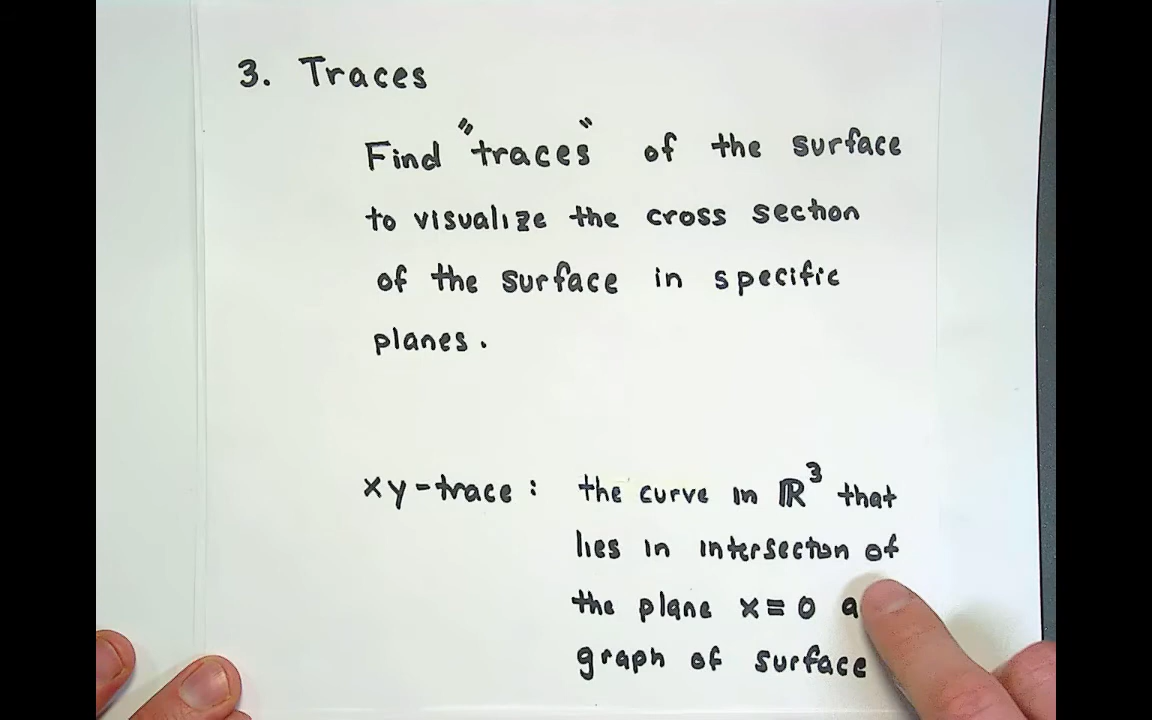 3. Traces
Find "traces" of the surface
to visualize the cross section
of the surface in specific
planes.
xy-trace: the curve in ℝ³ that
lies in intersection of
the plane x≡0 a
graph of surface